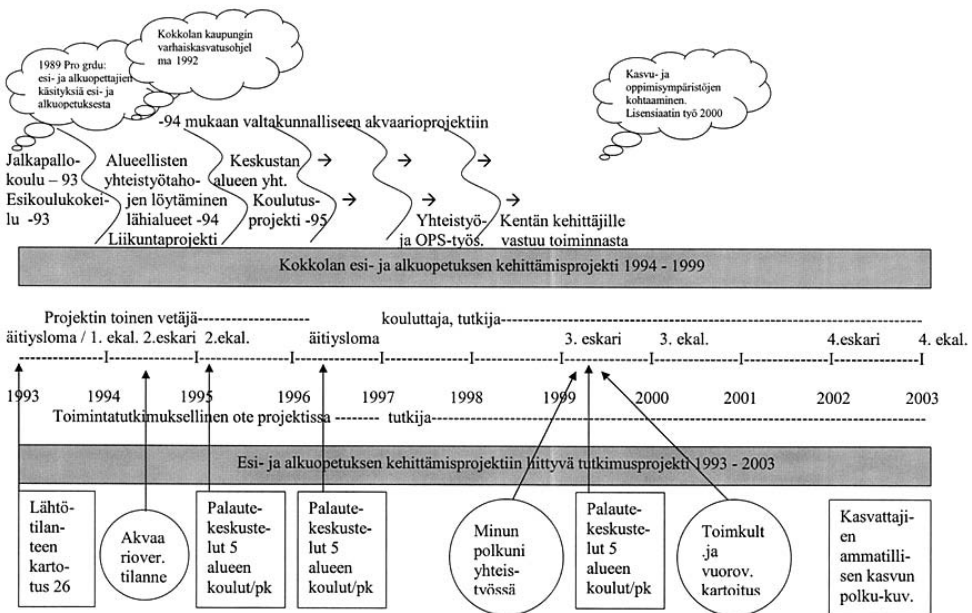 Kokkolan kaupungin
varhaiskasvatusohjel
ma 1992
1989 Pro grdu:
esi- ja alkuopettajien
käsityksiä esi- ja
alkuopetuksesta
Kasvu- ja
oppimisympäristöjen
kohtaaminen.
Lisensiaatin työ 2000
-94 mukaan valtakunnalliseen akvaarioprojektiin
Jalkapallo-
koulu – 93
Esikoulukokei-
lu -93
Alueellisten
yhteistyötaho-
jen löytäminen
lähialueet -94
Liikuntaprojekti
Keskustan
alueen yht.
Koulutus-
projekti -95
→ → →
→ →
Yhteistyö-
ja OPS-työs.
Kentän kehittäjille
vastuu toiminnasta
Kokkolan esi- ja alkuopetuksen kehittämisprojekti 1994 - 1999
Projektin toinen vetäjä
kouluttaja, tutkija
äitiysloma / 1. ekal. 2.eskari 2.ekal. äitiysloma 3. eskari 3. ekal. 4.eskari 4. ekal.
1993 1994 1995 1996 1997 1998 1999 2000 2001 2002 2003
Toimintatutkimuksellinen ote projektissa
tutkija
Esi- ja alkuopetuksen kehittämisprojektiin liittyvä tutkimusprojekti 1993 - 2003
Lähtö-
tilan-
teen
karto-
tus 26
Akvaa
riover.
tilanne
Palaute-
keskuste-
lut 5
alueen
koulut/pk
Palaute-
keskuste-
lut 5
alueen
koulut/pk
Minun
polkuni
yhteis-
työssä
Palaute-
keskuste-
lut 5
alueen
koulut/pk
Toimkult
.ja
vuorov.
kartoitus
Kasvattaji-
en
ammatilli-
sen kasvun
polku-kuv.